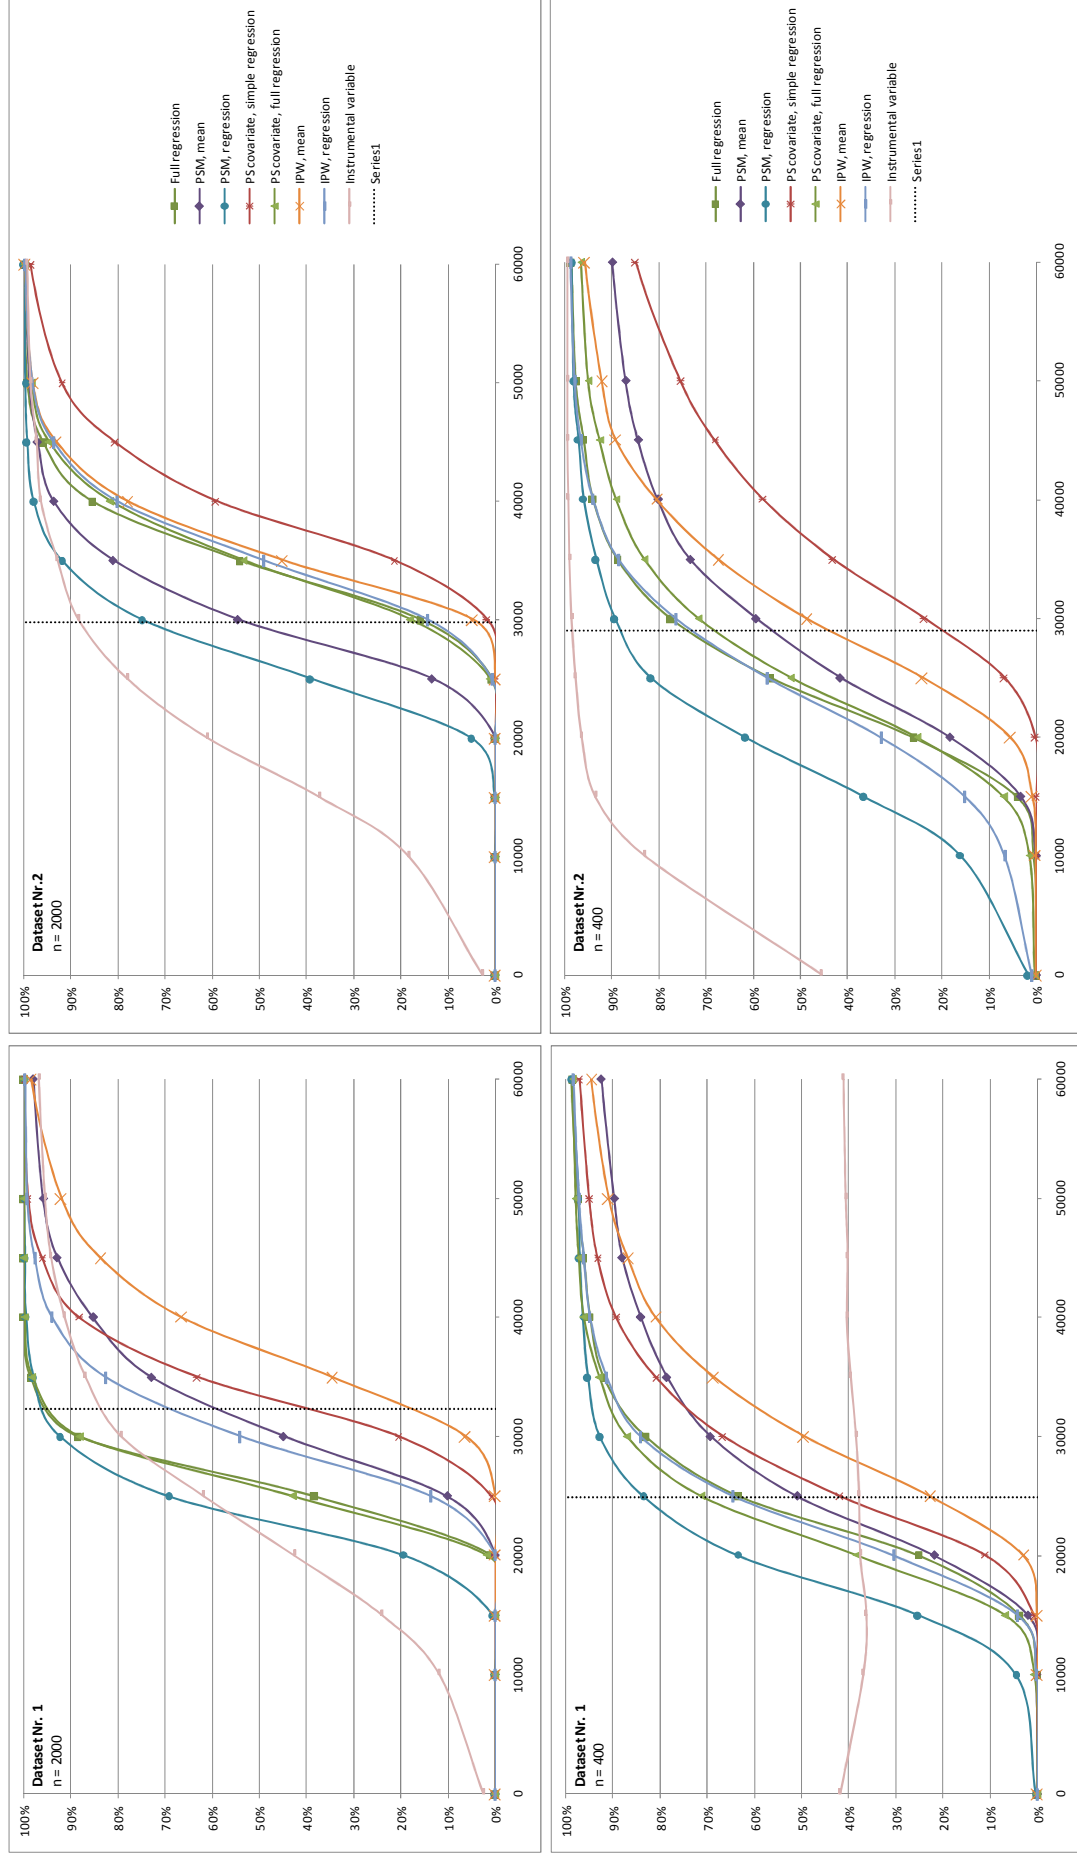 Dataset Nr. 1
n = 2000
100%
90%
80%
70%
60%
50%
40%
30%
20%
10%
0%
0
10000
20000
30000
40000
50000
60000
Dataset Nr.2
n = 2000
100%
90%
80%
70%
60%
50%
40%
30%
20%
10%
0%
0
10000
20000
30000
40000
50000
60000
Full regression
PSM, mean
PSM, regression
PS covariate, simple regression
PS covariate, full regression
IPW, mean
IPW, regression
Instrumental variable
Series1
Dataset Nr. 1
n = 400
100%
90%
80%
70%
60%
50%
40%
30%
20%
10%
0%
0
10000
20000
30000
40000
50000
60000
Dataset Nr.2
n = 400
100%
90%
80%
70%
60%
50%
40%
30%
20%
10%
0%
0
10000
20000
30000
40000
50000
60000
Full regression
PSM, mean
PSM, regression
PS covariate, simple regression
PS covariate, full regression
IPW, mean
IPW, regression
Instrumental variable
Series1